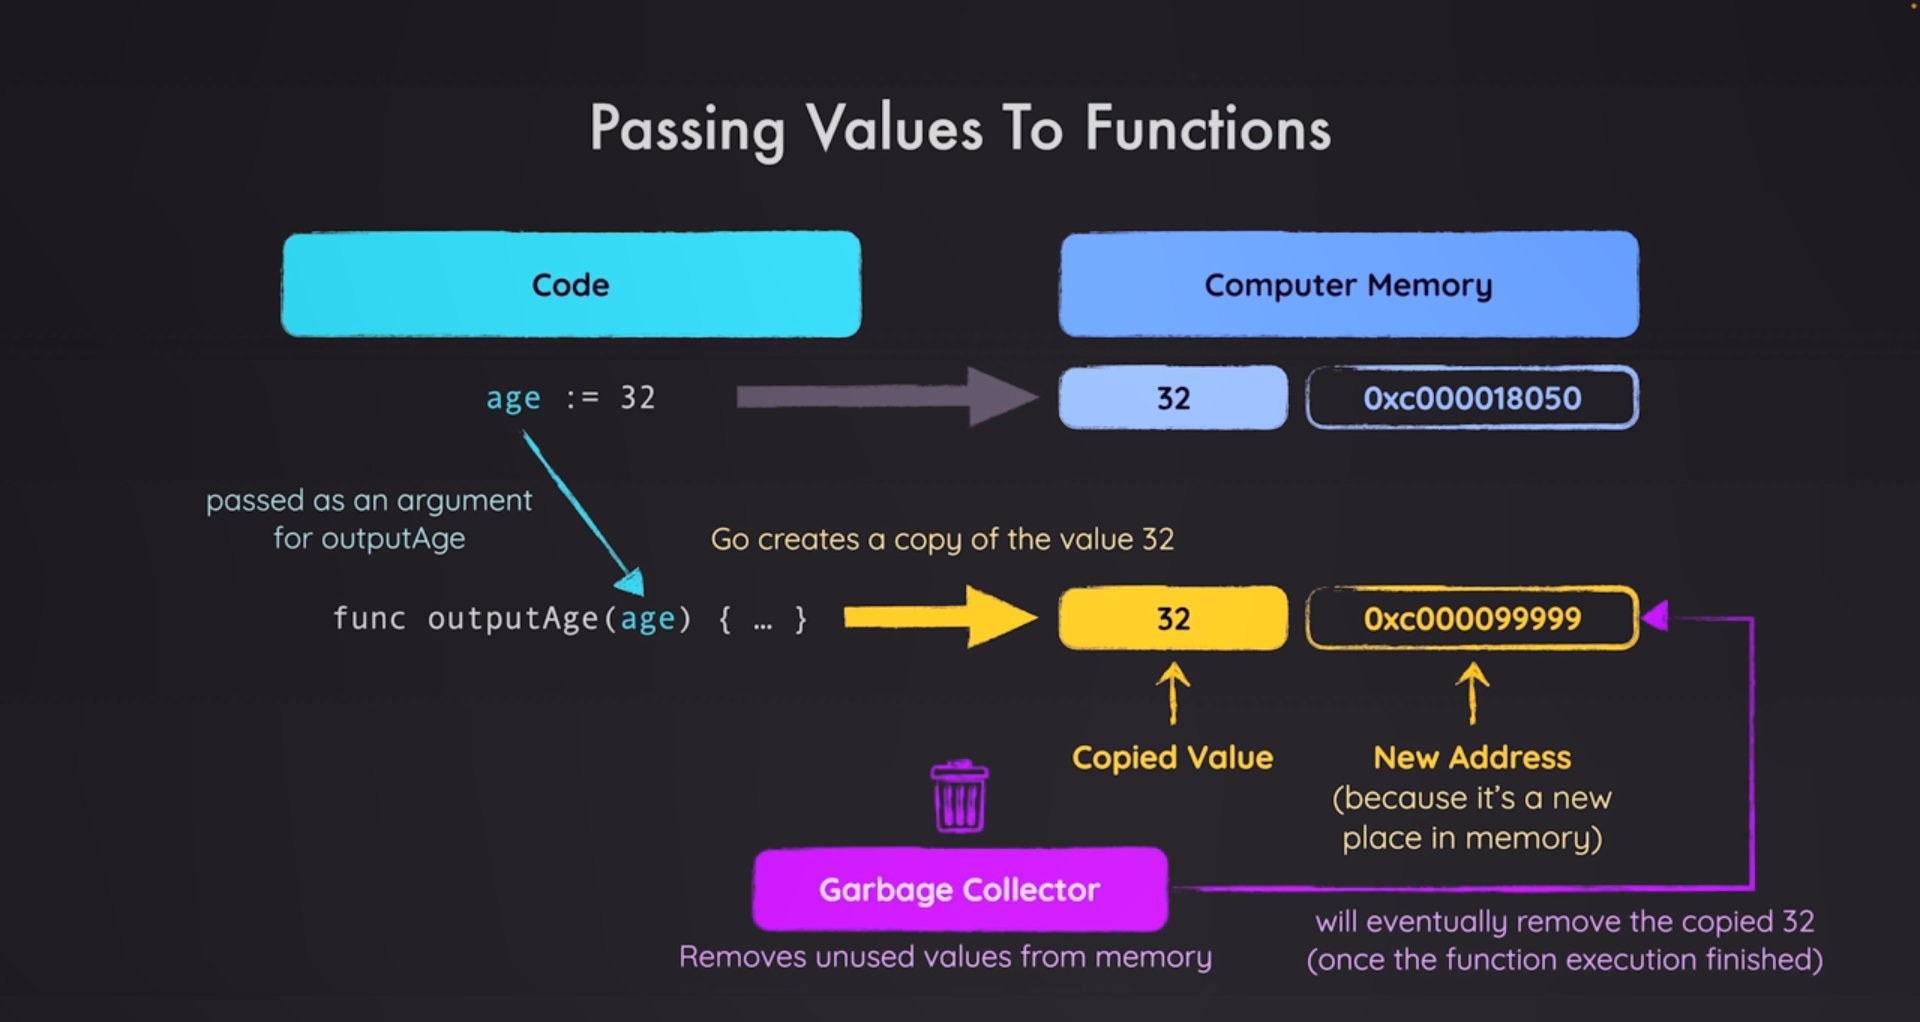 Passing Values To Functions
Code
Computer Memory
age := 32
32
0xc000018050
passed as an argument
for outputAge
Go creates a copy of the value 32
func outputAge(age) { … }
32
0xc000099999
Copied Value
New Address
(because it’s a new
place in memory)
Garbage Collector
Removes unused values from memory
will eventually remove the copied 32
(once the function execution finished)